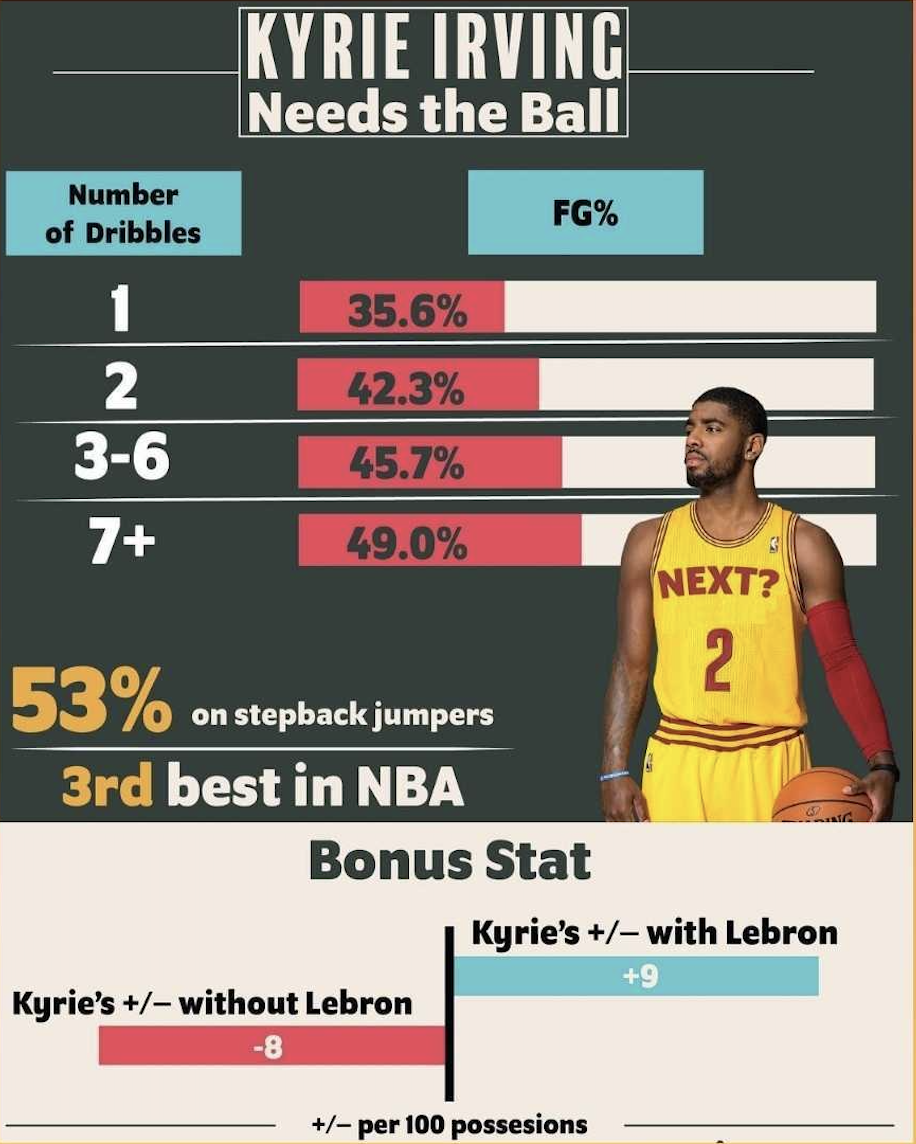 KYRIE IRVING
Needs the Ball
Number
of Dribbles
FG%
1
35.6%
2
42.3%
3-6
45.7%
7+
49.0%
NEXT?
2
53% on stepback jumpers
3rd best in NBA
Bonus Stat
Kyrie's +/– with Lebron
+9
Kyrie's +/– without Lebron
-8
+/– per 100 possesions